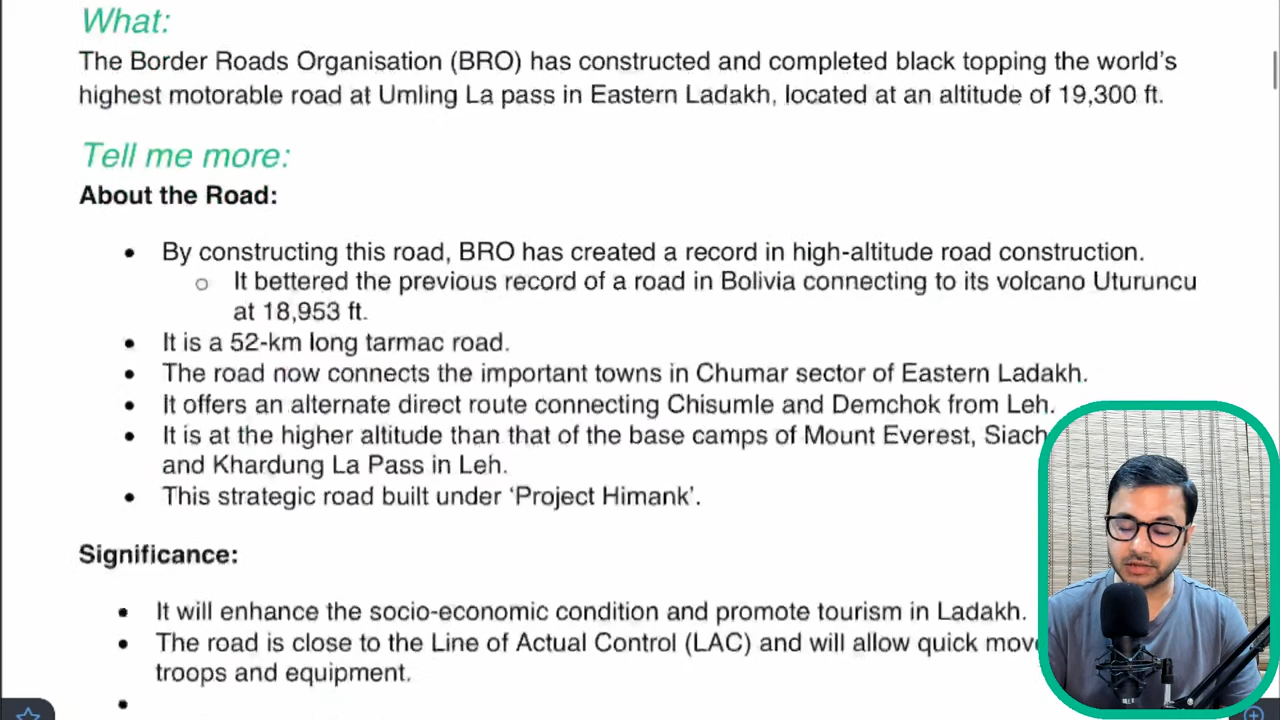 What:
The Border Roads Organisation (BRO) has constructed and completed black topping the world's
highest motorable road at Umling La pass in Eastern Ladakh, located at an altitude of 19,300 ft.
Tell me more:
About the Road:
• By constructing this road, BRO has created a record in high-altitude road construction.
o It bettered the previous record of a road in Bolivia connecting to its volcano Uturuncu
at 18,953 ft.
• It is a 52-km long tarmac road.
• The road now connects the important towns in Chumar sector of Eastern Ladakh.
• It offers an alternate direct route connecting Chisumle and Demchok from Leh.
• It is at the higher altitude than that of the base camps of Mount Everest,
and Khardung La Pass in Leh.
• This strategic road built under ‘Project Himank’.
Significance:
• It will enhance the socio-economic condition and promote tourism in Ladakh.
• The road is close to the Line of Actual Control (LAC) and will allow quick
troops and equipment.